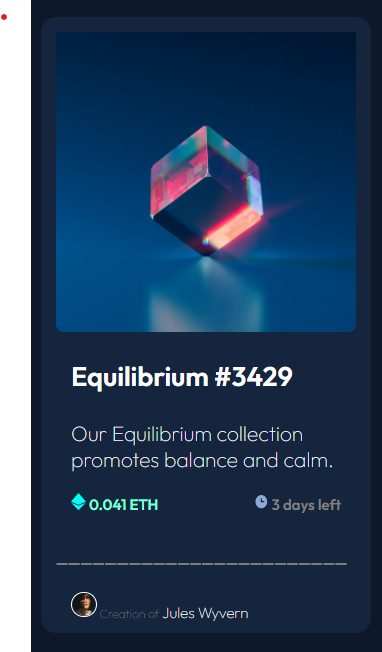 Equilibrium #3429
Our Equilibrium collection
promotes balance and calm.
0.041 ETH 3 days left
Creation of Jules Wyvern